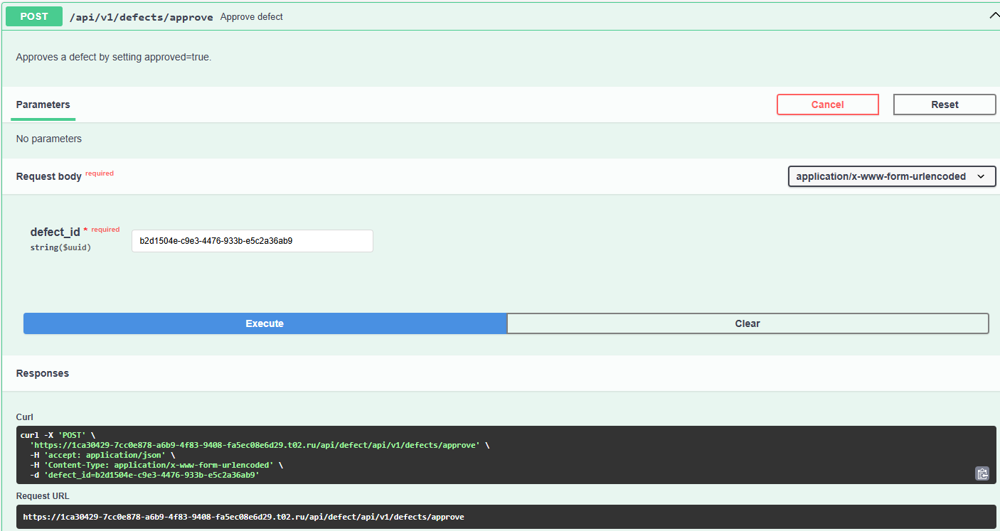 POST /api/v1/defects/approve Approve defect
Approves a defect by setting approved=true.
Parameters Cancel Reset
No parameters
Request body required application/x-www-form-urlencoded
defect_id * required
string($uuid)
b2d1504e-c9e3-4476-933b-e5c2a36ab9
Execute Clear
Responses
Curl
curl -X 'POST' \
'https://1ca30429-7cc0e878-a6b9-4f83-9408-fa5ec08e6d29.t02.ru/api/defect/api/v1/defects/approve' \
-H 'accept: application/json' \
-H 'Content-Type: application/x-www-form-urlencoded' \
-d 'defect_id=b2d1504e-c9e3-4476-933b-e5c2a36ab9'
Request URL
https://1ca30429-7cc0e878-a6b9-4f83-9408-fa5ec08e6d29.t02.ru/api/defect/api/v1/defects/approve